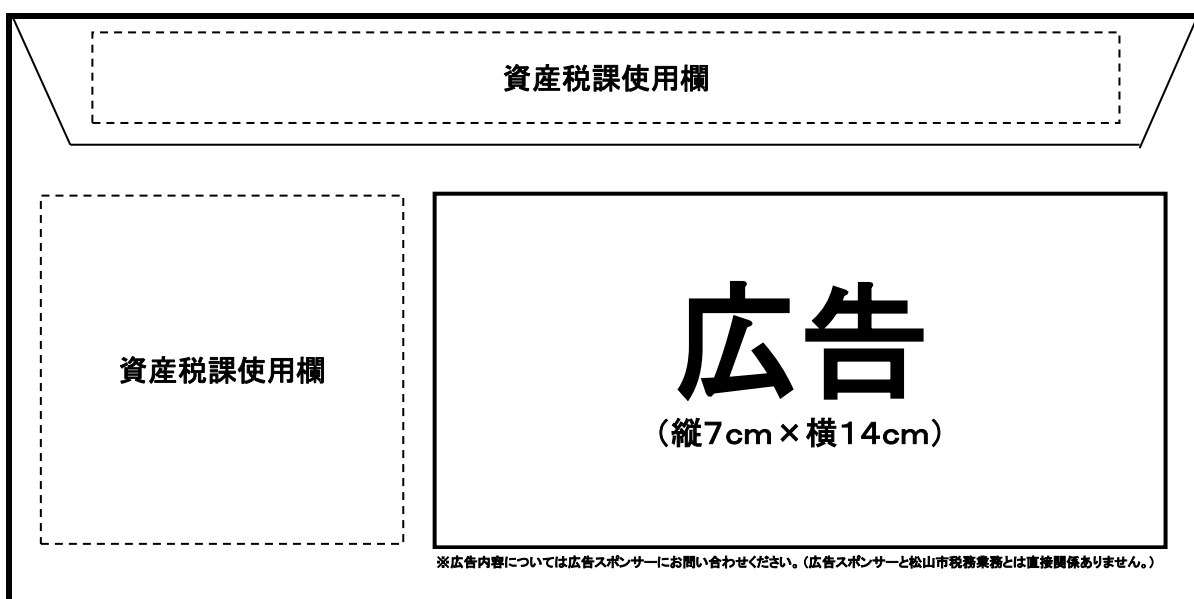 資産税課使用欄
資産税課使用欄
広告
（縦７ｃｍ×横１４ｃｍ）
※広告内容については広告スポンサーにお問い合わせください。（広告スポンサーと松山市税務業務とは直接関係ありません。）